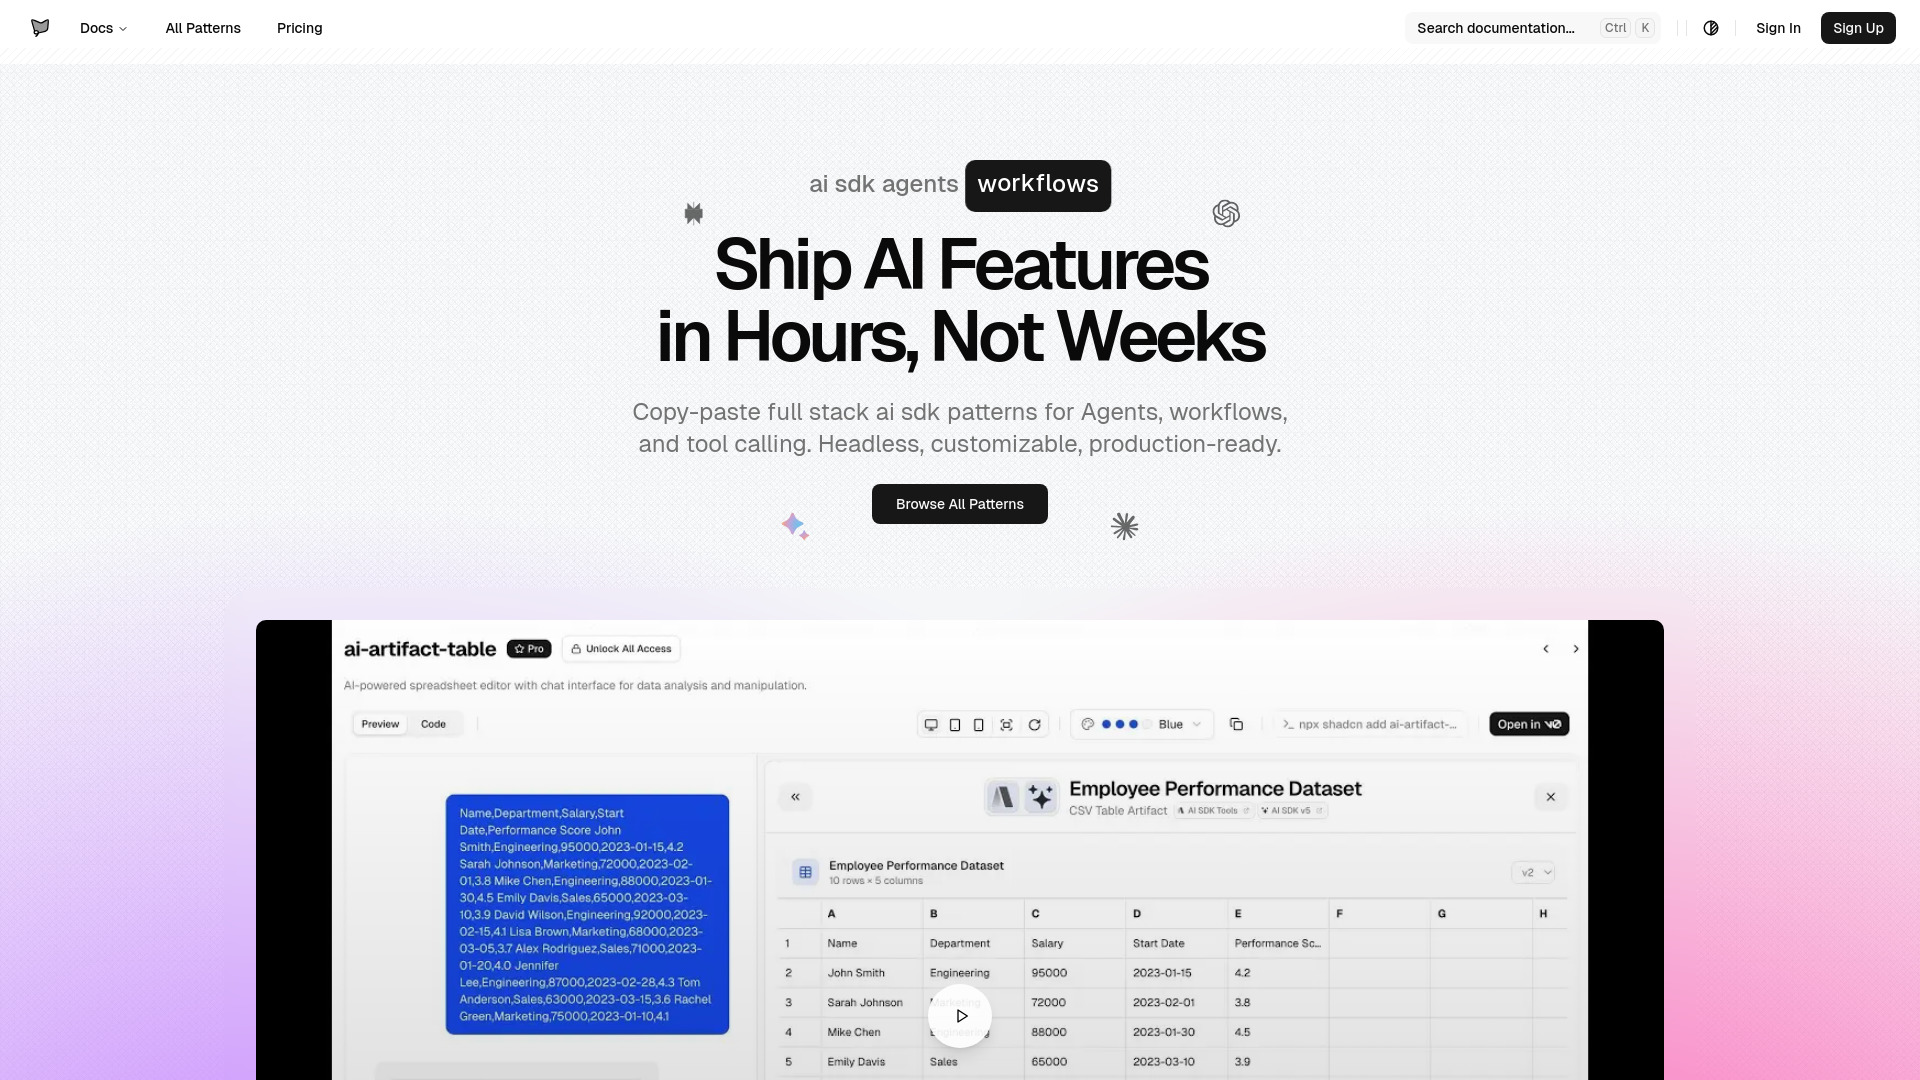 Docs
All Patterns
Pricing
Search documentation...
Ctrl
K
Sign In
Sign Up
ai sdk agents workflows
Ship AI Features
in Hours, Not Weeks
Copy-paste full stack ai sdk patterns for Agents, workflows,
and tool calling. Headless, customizable, production-ready.
Browse All Patterns
ai-artifact-table
Pro
Unlock All Access
AI-powered spreadsheet editor with chat interface for data analysis and manipulation.
Preview
Code
Blue
>_ npx shadcn add ai-artifact-...
Open in v0
Name,Department,Salary,Start
Date,Performance Score John
Smith,Engineering,95000,2023-01-15,4.2
Sarah Johnson,Marketing,72000,2023-02-
01,3.8 Mike Chen,Engineering,88000,2023-01-
30,4.5 Emily Davis,Sales,65000,2023-03-
10,3.9 David Wilson,Engineering,92000,2023-
02-15,4.1 Lisa Brown,Marketing,68000,2023-
03-05,3.7 Alex Rodriguez,Sales,71000,2023-
01-20,4.0 Jennifer
Lee,Engineering,87000,2023-02-28,4.3 Tom
Anderson,Sales,63000,2023-03-15,3.6 Rachel
Green,Marketing,75000,2023-01-10,4.1
Employee Performance Dataset
CSV Table Artifact
AI SDK Tools
AI SDK v5
Employee Performance Dataset
10 rows × 5 columns
v2
A B C D E F G H
1 Name Department Salary Start Date Performance Sc...
2 John Smith Engineering 95000 2023-01-15 4.2
3 Sarah Johnson Marketing 72000 2023-02-01 3.8
4 Mike Chen Engineering 88000 2023-01-30 4.5
5 Emily Davis Sales 65000 2023-03-10 3.9